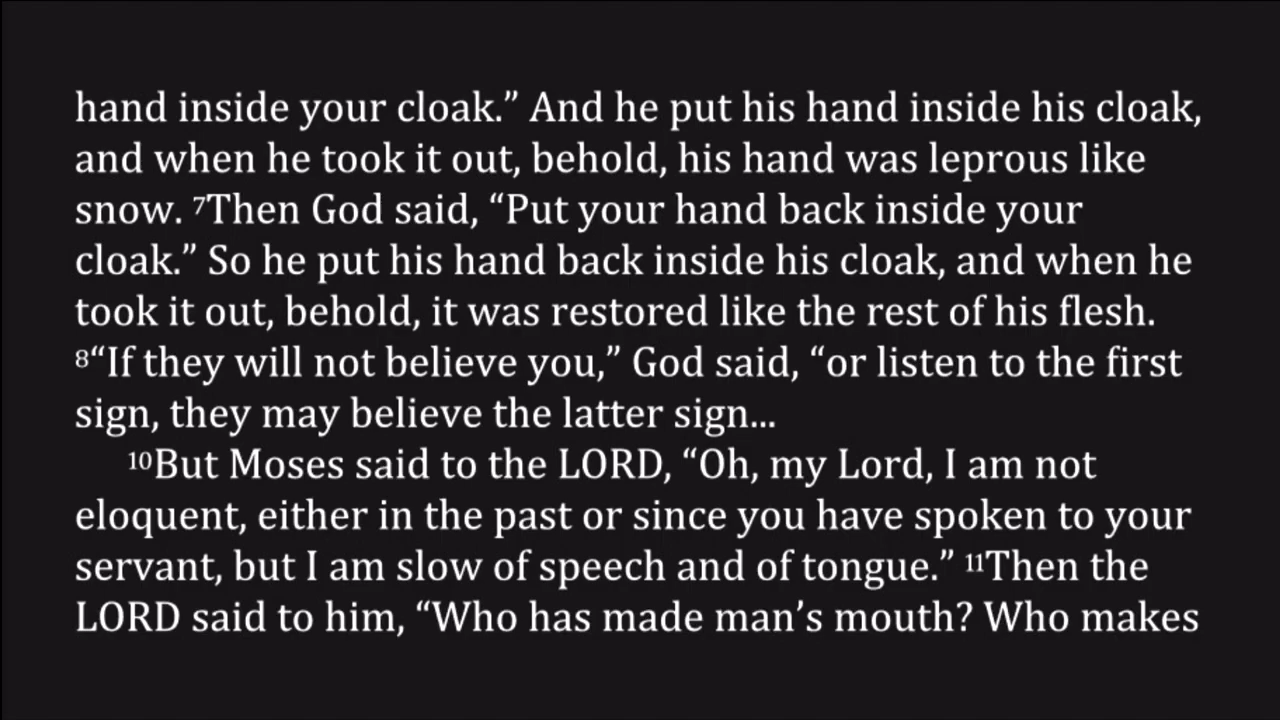 hand inside your cloak.” And he put his hand inside his cloak,
and when he took it out, behold, his hand was leprous like
snow. ⁷Then God said, “Put your hand back inside your
cloak.” So he put his hand back inside his cloak, and when he
took it out, behold, it was restored like the rest of his flesh.
⁸“If they will not believe you,” God said, “or listen to the first
sign, they may believe the latter sign...
¹⁰But Moses said to the LORD, “Oh, my Lord, I am not
eloquent, either in the past or since you have spoken to your
servant, but I am slow of speech and of tongue.” ¹¹Then the
LORD said to him, “Who has made man’s mouth? Who makes